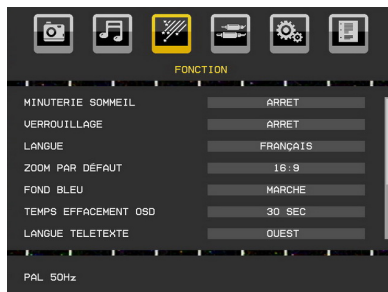 FONCTION
MINUTERIE SOMMEIL ARRET
VERROUILLAGE ARRET
LANGUE FRANÇAIS
ZOOM PAR DÉFAUT 16:9
FOND BLEU MARCHE
TEMPS EFFACEMENT OSD 30 SEC
LANGUE TELETEXTE OUEST
PAL 50Hz